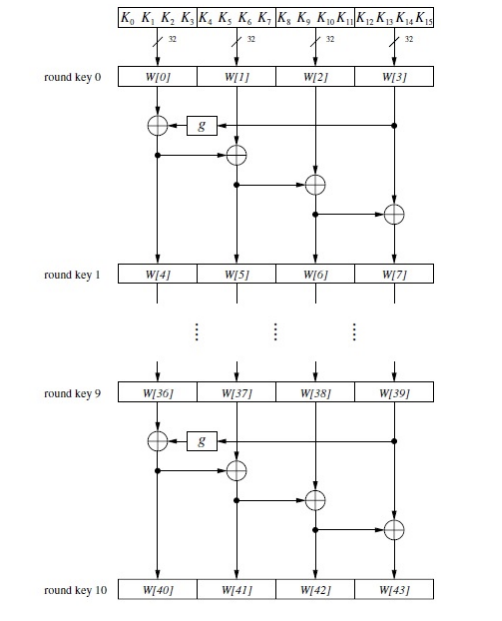 K₀ K₁ K₂ K₃ K₄ K₅ K₆ K₇ K₈ K₉ K₁₀ K₁₁ K₁₂ K₁₃ K₁₄ K₁₅
32 32 32 32
round key 0 W[0] W[1] W[2] W[3]
g
round key 1 W[4] W[5] W[6] W[7]
round key 9 W[36] W[37] W[38] W[39]
g
round key 10 W[40] W[41] W[42] W[43]